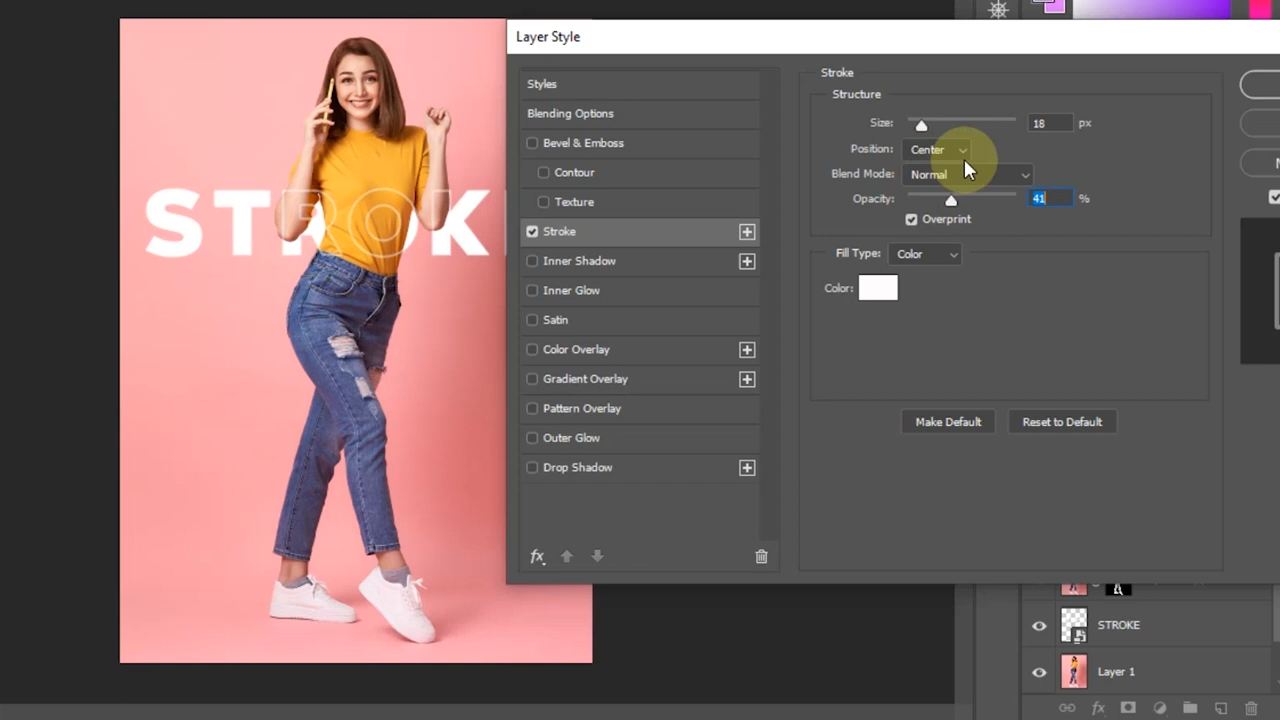 Layer Style
STROK
Styles
Blending Options
Bevel & Emboss
Contour
Texture
Stroke
Inner Shadow
Inner Glow
Satin
Color Overlay
Gradient Overlay
Pattern Overlay
Outer Glow
Drop Shadow
fx
Stroke
Structure
Size: 18 px
Position: Center
Blend Mode: Normal
Opacity: 41 %
Overprint
Fill Type: Color
Color:
Make Default
Reset to Default
N
STROKE
Layer 1
fx